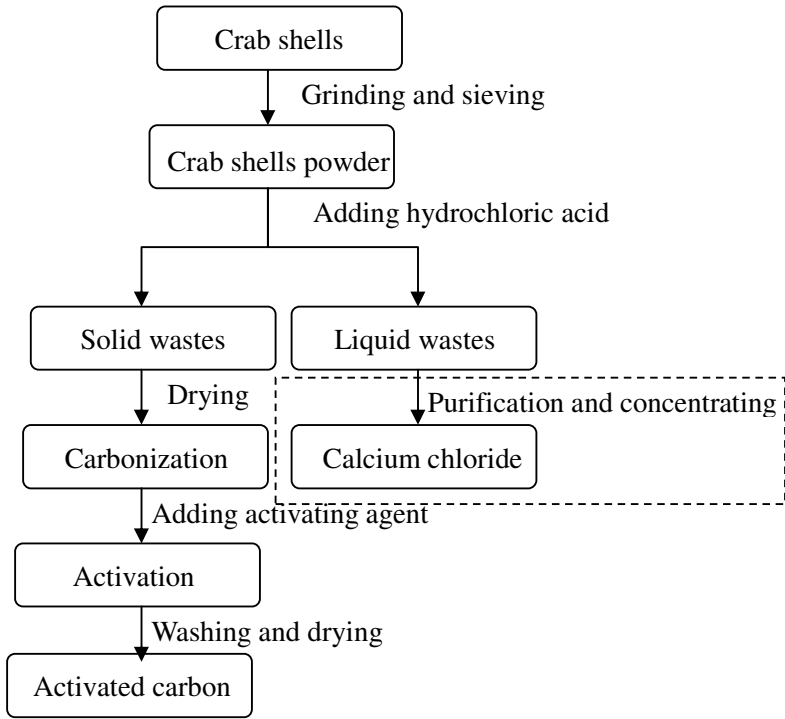 Crab shells
Grinding and sieving
Crab shells powder
Adding hydrochloric acid
Solid wastes
Liquid wastes
Drying
Purification and concentrating
Carbonization
Calcium chloride
Adding activating agent
Activation
Washing and drying
Activated carbon